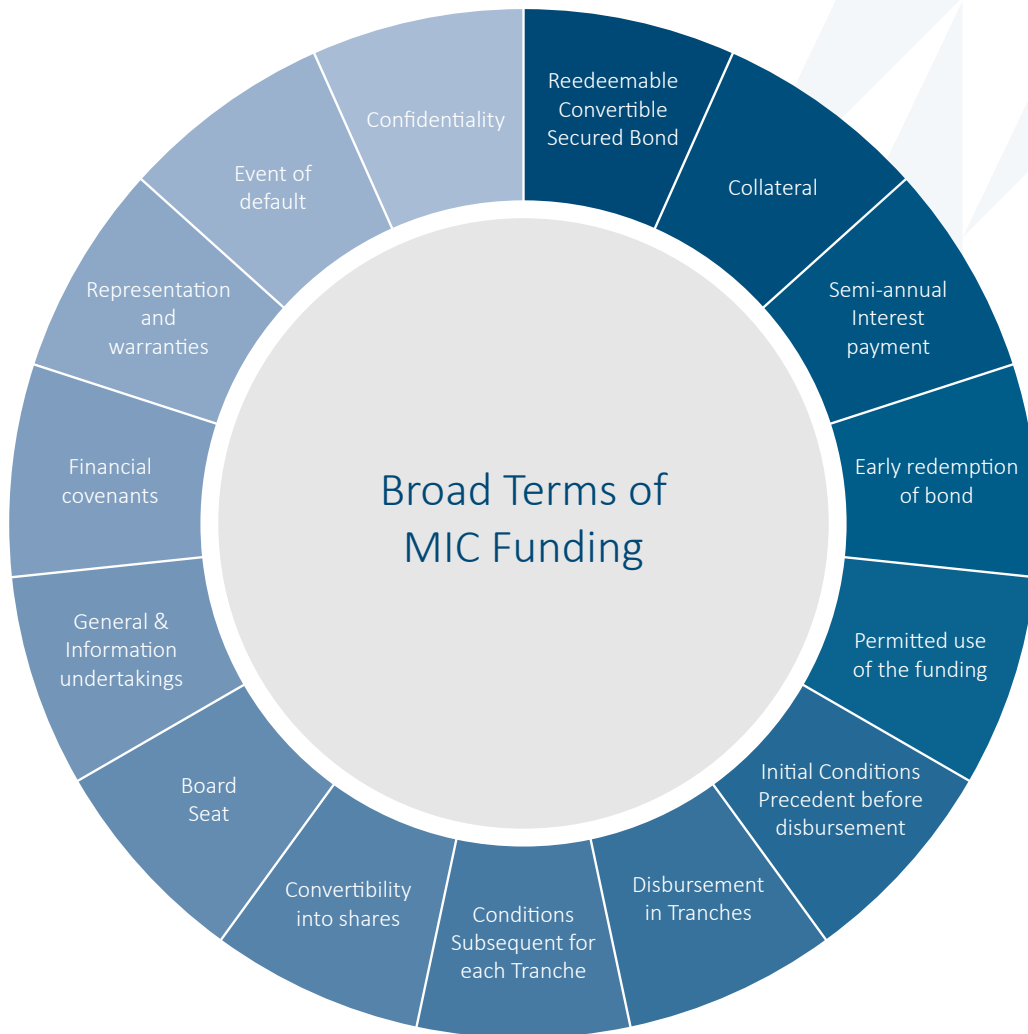 Broad Terms of
MIC Funding
Reedeemable
Convertible
Secured Bond
Collateral
Semi-annual
Interest
payment
Early redemption
of bond
Permitted use
of the funding
Initial Conditions
Precedent before
disbursement
Disbursement
in Tranches
Conditions
Subsequent for
each Tranche
Convertibility
into shares
Board
Seat
General &
Information
undertakings
Financial
covenants
Representation
and
warranties
Event of
default
Confidentiality